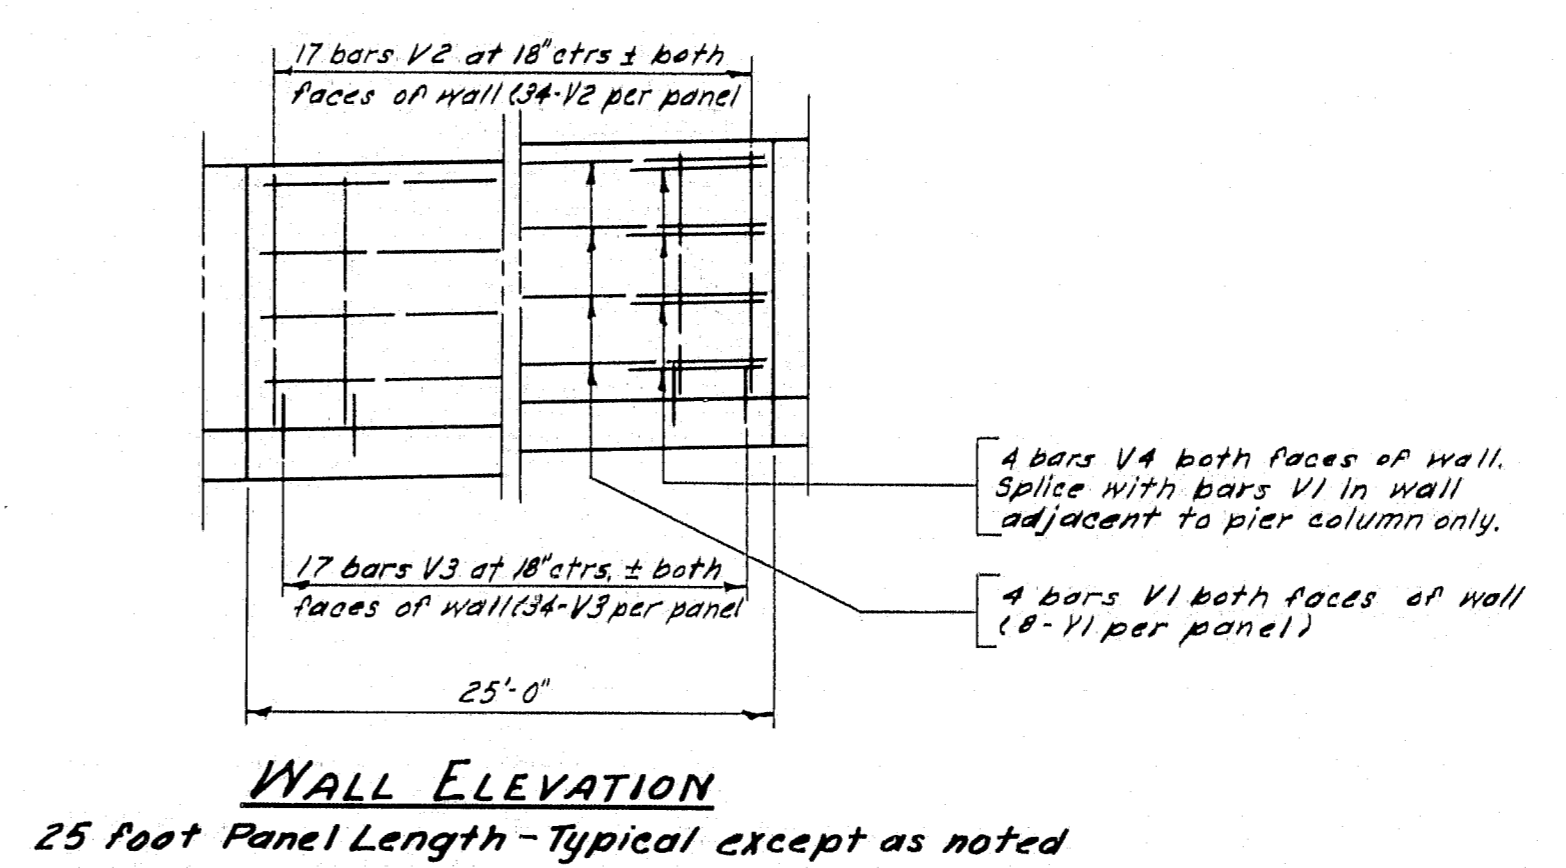 17 bars V2 at 18" ctrs ± both
faces of wall (34-V2 per panel
4 bars V4 both faces of wall.
Splice with bars V1 in wall
adjacent to pier column only.
17 bars V3 at 18" ctrs. ± both
faces of wall (34-V3 per panel
4 bars V1 both faces of wall
(8-V1 per panel)
25'-0"
WALL ELEVATION
25 foot Panel Length - Typical except as noted